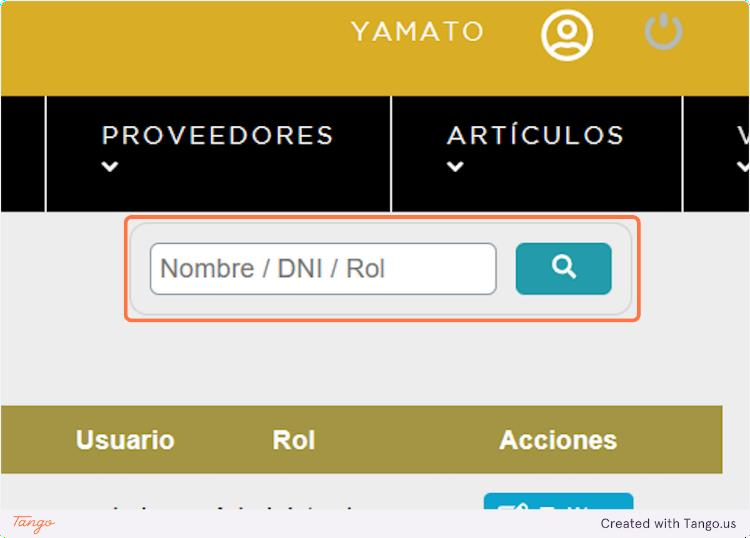 YAMATO
PROVEEDORES
ARTÍCULOS
Nombre / DNI / Rol
Usuario Rol Acciones
Tango
Created with Tango.us